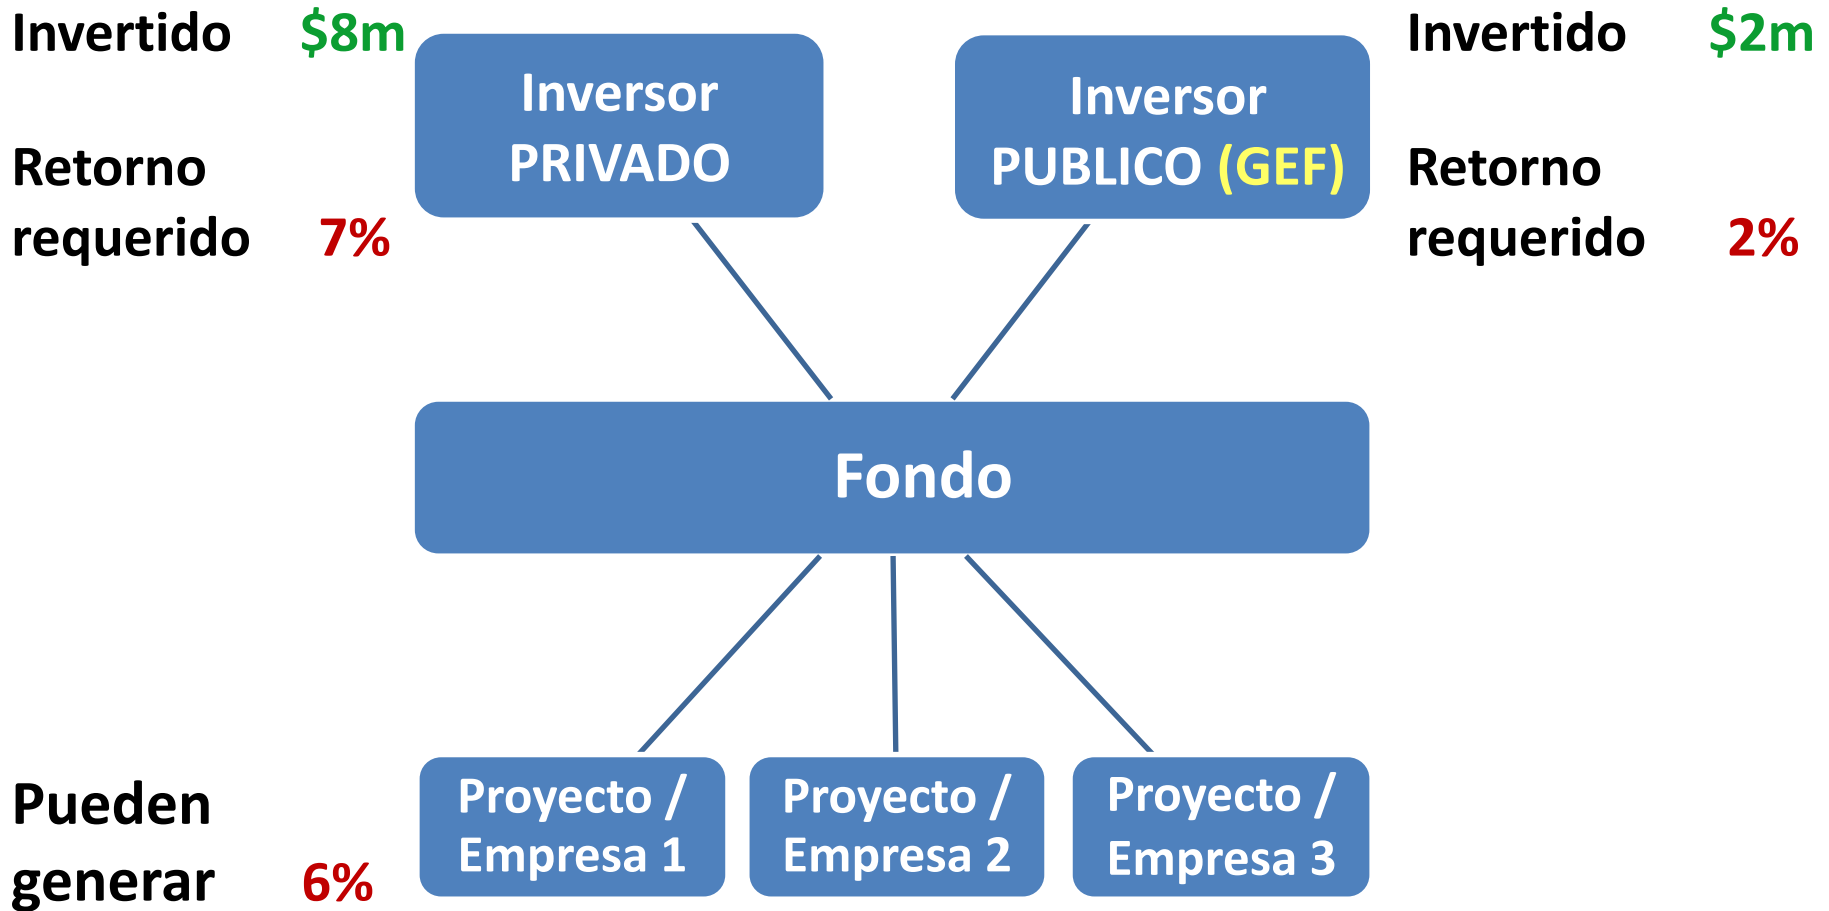 Invertido $8m
Retorno
requerido 7%
Inversor
PRIVADO
Inversor
PUBLICO (GEF)
Invertido $2m
Retorno
requerido 2%
Fondo
Pueden
generar 6%
Proyecto /
Empresa 1
Proyecto /
Empresa 2
Proyecto /
Empresa 3